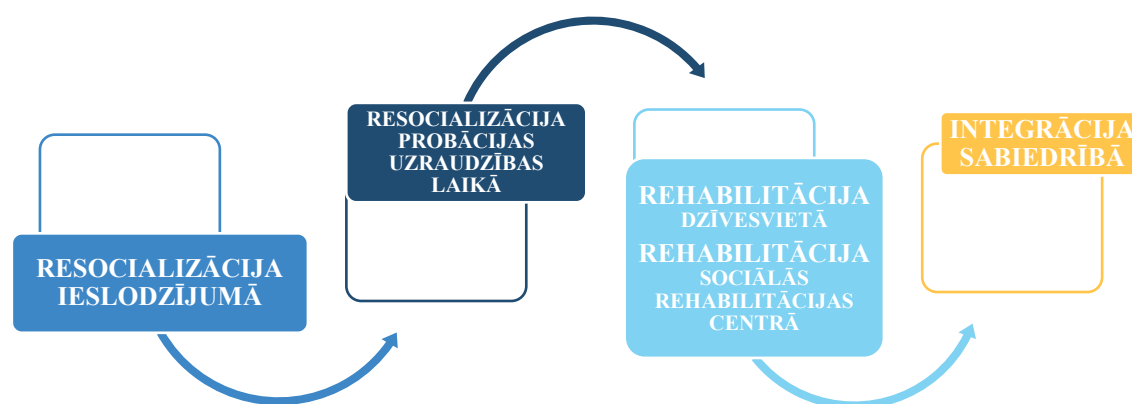 RESOCIALIZĀCIJA
IESLODZĪJUMĀ
RESOCIALIZĀCIJA
PROBĀCIJAS
UZRAUDZĪBAS
LAIKĀ
REHABILITĀCIJA
DZĪVESVIETĀ
REHABILITĀCIJA
SOCIĀLĀS
REHABILITĀCIJAS
CENTRĀ
INTEGRĀCIJA
SABIEDRĪBĀ